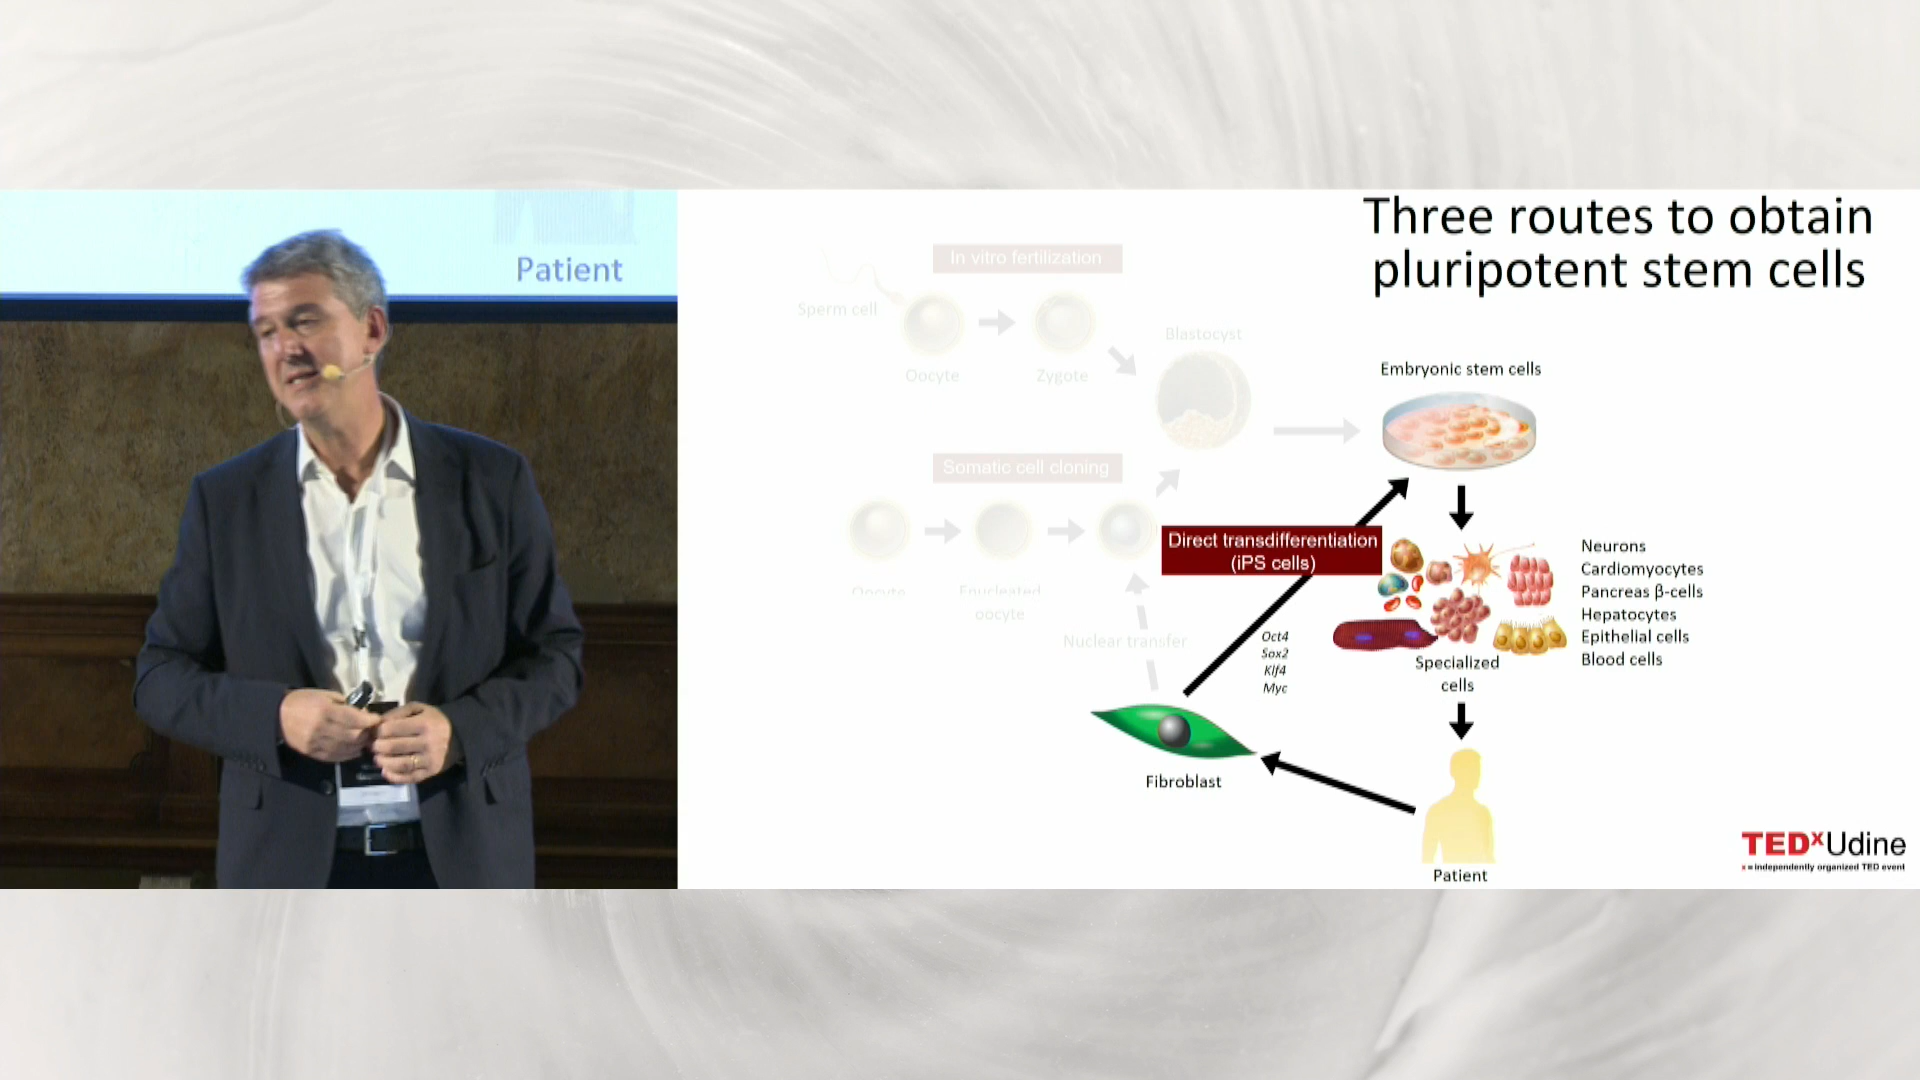 Patient
Three routes to obtain
pluripotent stem cells
In vitro fertilization
Sperm cell
Oocyte
Zygote
Blastocyst
Embryonic stem cells
Somatic cell cloning
Oocyte
Enucleated
oocyte
Nuclear transfer
Direct transdifferentiation
(iPS cells)
Oct4
Sox2
Klf4
Myc
Neurons
Cardiomyocytes
Pancreas β-cells
Hepatocytes
Epithelial cells
Blood cells
Specialized
cells
Fibroblast
Patient
TEDxUdine
x = independently organized TED event